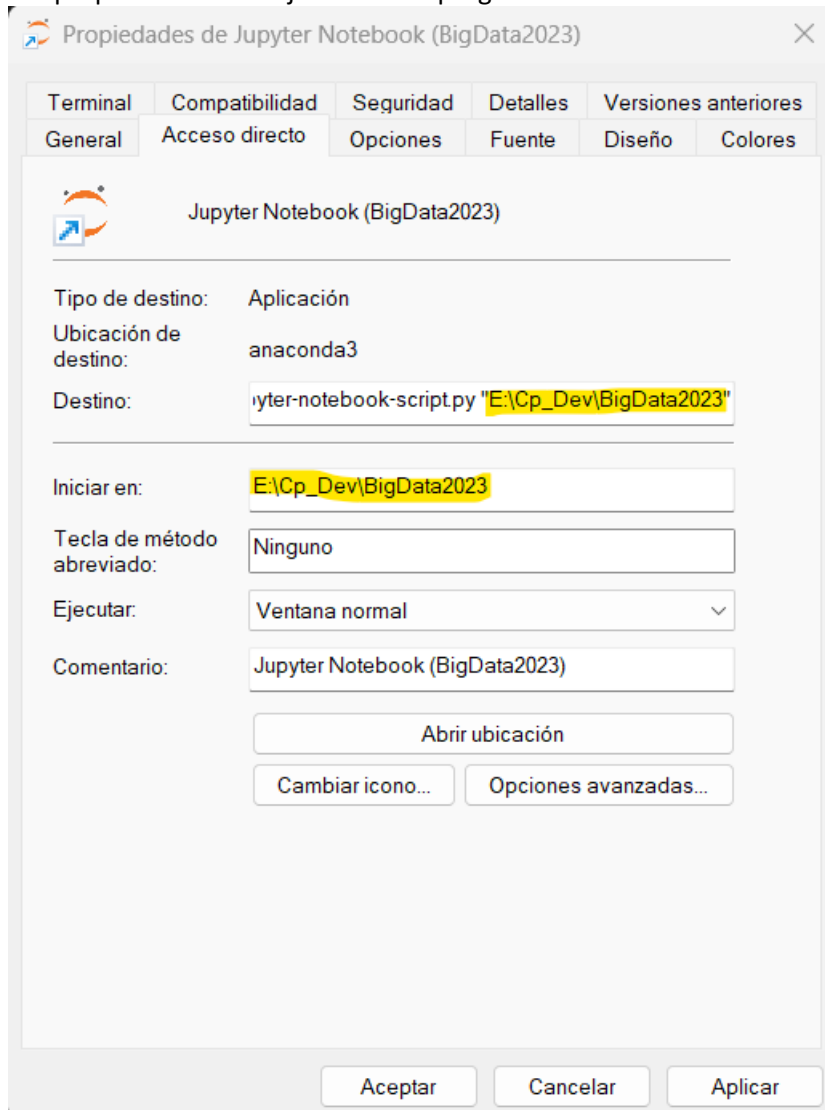 Propiedades de Jupyter Notebook (BigData2023)
Terminal Compatibilidad Seguridad Detalles Versiones anteriores
General Acceso directo Opciones Fuente Diseño Colores
Jupyter Notebook (BigData2023)
Tipo de destino: Aplicación
Ubicación de
destino: anaconda3
Destino: yter-notebook-script.py "E:\Cp_Dev\BigData2023"
Iniciar en: E:\Cp_Dev\BigData2023
Tecla de método
abreviado: Ninguno
Ejecutar: Ventana normal
Comentario: Jupyter Notebook (BigData2023)
Abrir ubicación
Cambiar icono... Opciones avanzadas...
Aceptar Cancelar Aplicar